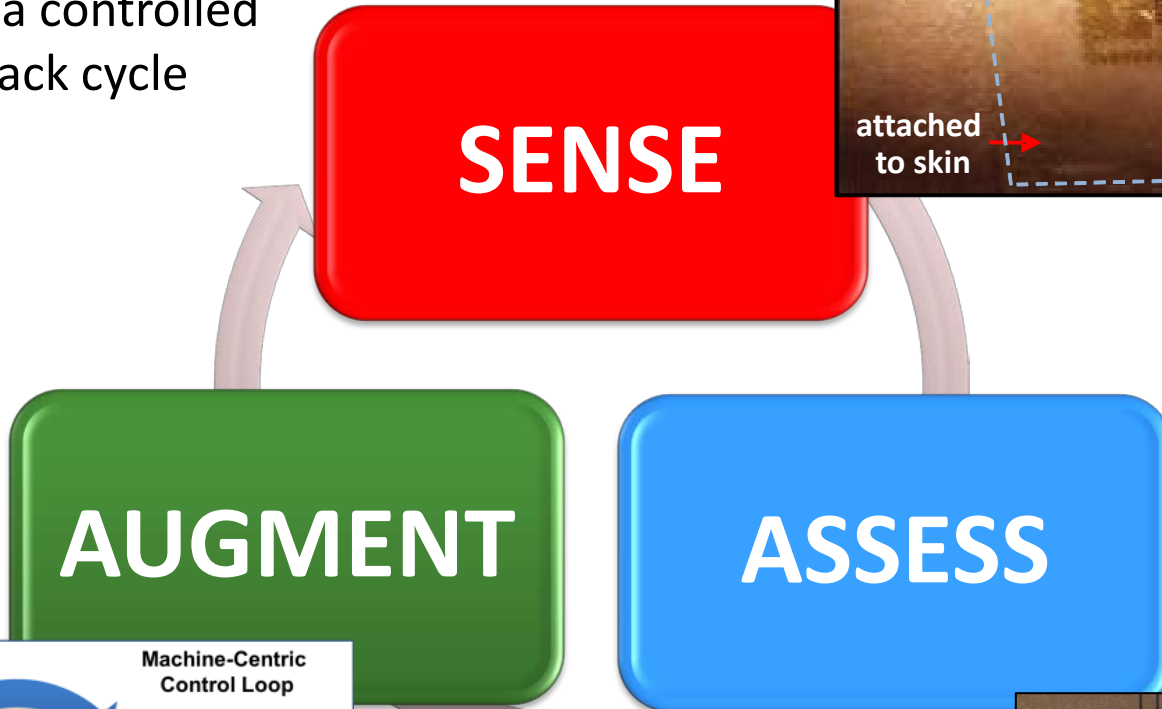 a controlled
ack cycle
SENSE
attached
to skin
AUGMENT
ASSESS
Machine-Centric
Control Loop